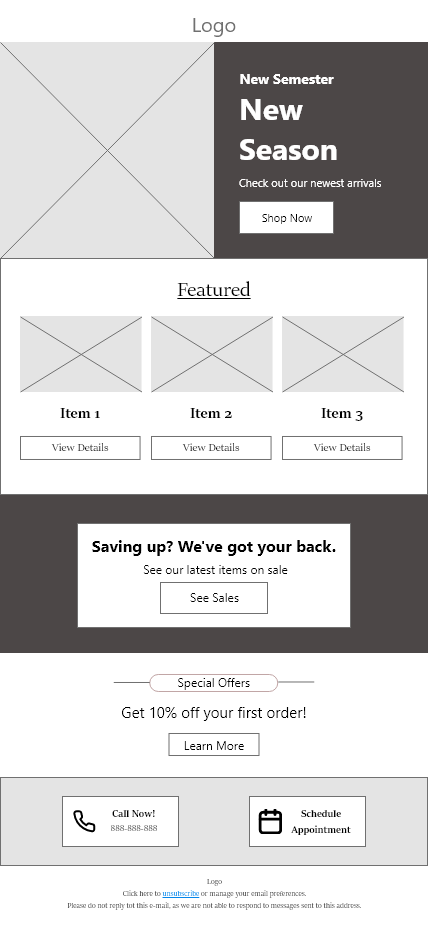 Logo
New Semester
New
Season
Check out our newest arrivals
Shop Now
Featured
Item 1
Item 2
Item 3
View Details
View Details
View Details
Saving up? We've got your back.
See our latest items on sale
See Sales
Special Offers
Get 10% off your first order!
Learn More
Call Now!
888-888-888
Schedule
Appointment
Logo
Click here to unsubscribe or manage your email preferences.
Please do not reply tot this e-mail, as we are not able to respond to messages sent to this address.